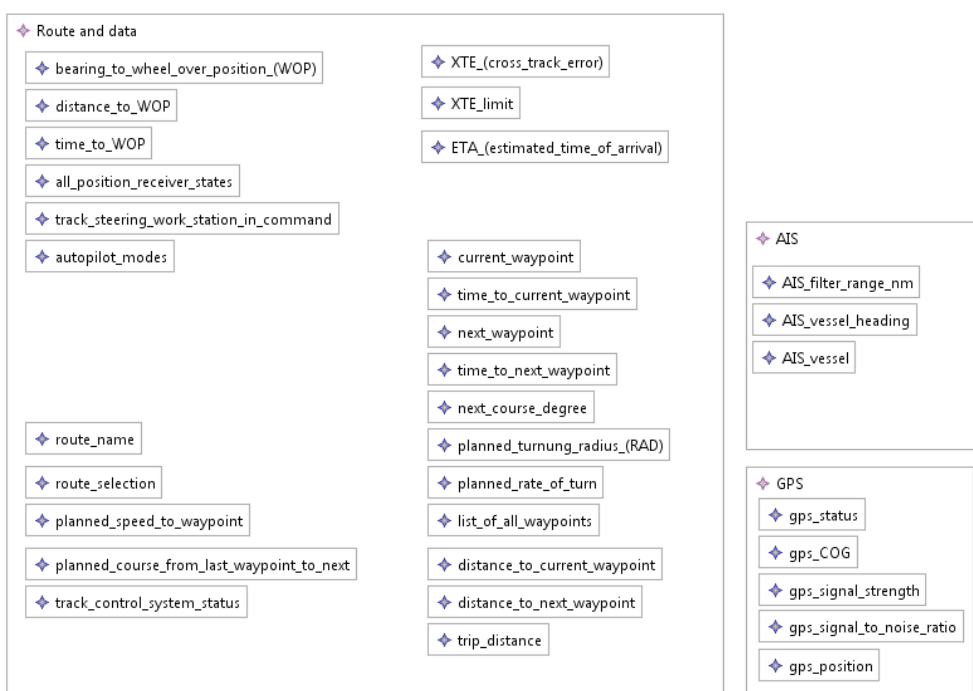 Route and data
bearing_to_wheel_over_position_(WOP)
distance_to_WOP
time_to_WOP
all_position_receiver_states
track_steering_work_station_in_command
autopilot_modes
route_name
route_selection
planned_speed_to_waypoint
planned_course_from_last_waypoint_to_next
track_control_system_status
XTE_(cross_track_error)
XTE_limit
ETA_(estimated_time_of_arrival)
current_waypoint
time_to_current_waypoint
next_waypoint
time_to_next_waypoint
next_course_degree
planned_turnung_radius_(RAD)
planned_rate_of_turn
list_of_all_waypoints
distance_to_current_waypoint
distance_to_next_waypoint
trip_distance
AIS
AIS_filter_range_nm
AIS_vessel_heading
AIS_vessel
GPS
gps_status
gps_COG
gps_signal_strength
gps_signal_to_noise_ratio
gps_position